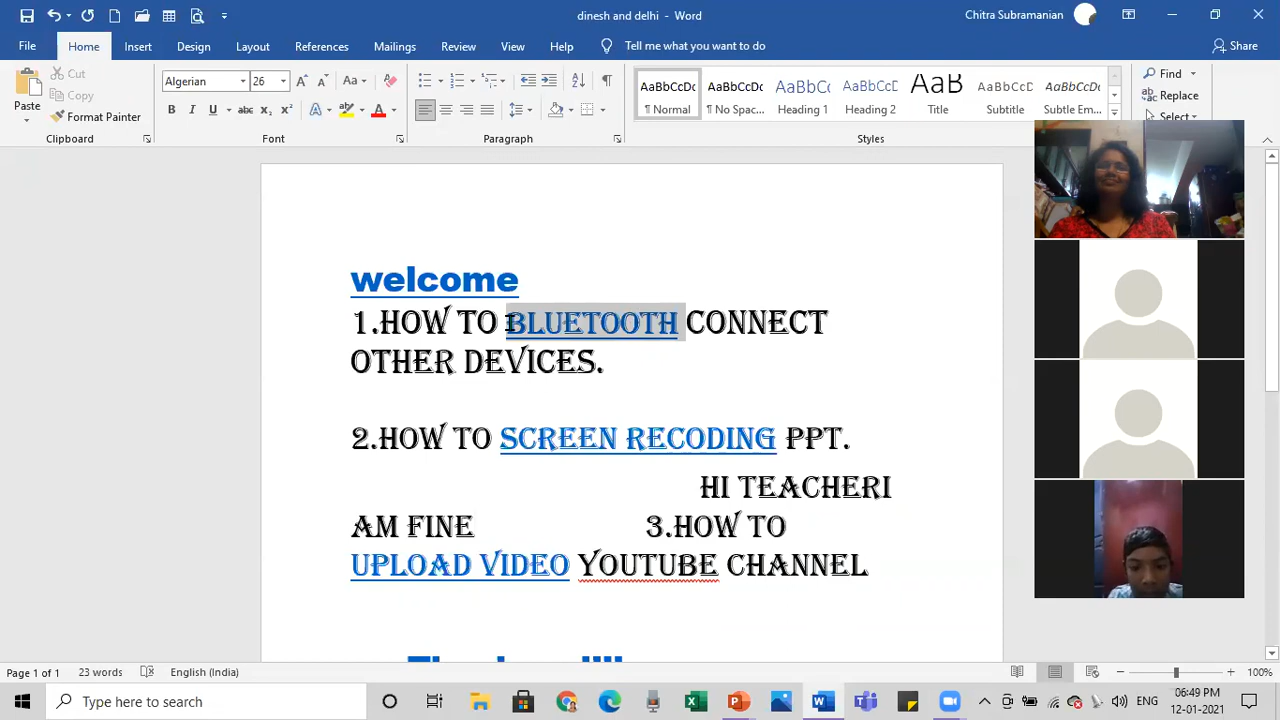 dinesh and delhi - Word
Chitra Subramanian
File Home Insert Design Layout References Mailings Review View Help Tell me what you want to do Share
Paste
Cut
Copy
Format Painter
Clipboard
Algerian 26
Font
Paragraph
AaBbCcDc AaBbCcDc AaBbCc AaBbCcD AaB AaBbCcD AaBbCcDc
¶ Normal ¶ No Spac... Heading 1 Heading 2 Title Subtitle Subtle Em...
Styles
Find
Replace
Select
welcome
1.HOW TO BLUETOOTH CONNECT
OTHER DEVICES.
2.HOW TO SCREEN RECODING PPT.
HI TEACHERI
AM FINE 3.HOW TO
UPLOAD VIDEO YOUTUBE CHANNEL
Page 1 of 1 23 words English (India) 100%
Type here to search
ENG
06:49 PM
12-01-2021